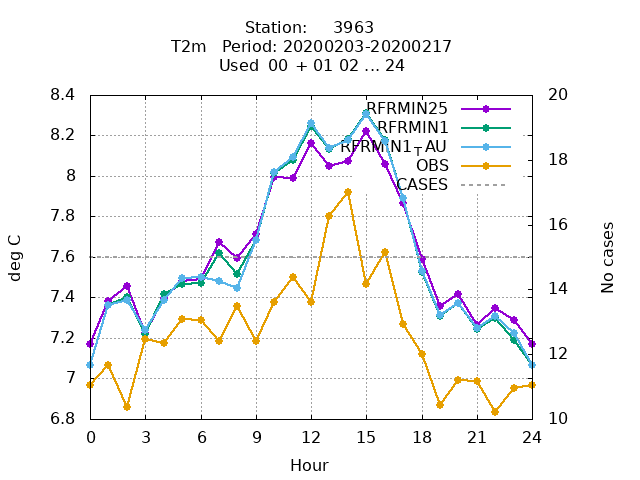 Station:     3963
T2m   Period: 20200203-20200217
Used  00  + 01 02 ... 24
8.4
8.2
8
7.8
7.6
7.4
7.2
7
6.8
20
18
16
14
12
10
0 3 6 9 12 15 18 21 24
deg C
No cases
Hour
RFRMIN25
RFRMIN1
RFRMIN1TAU
OBS
CASES